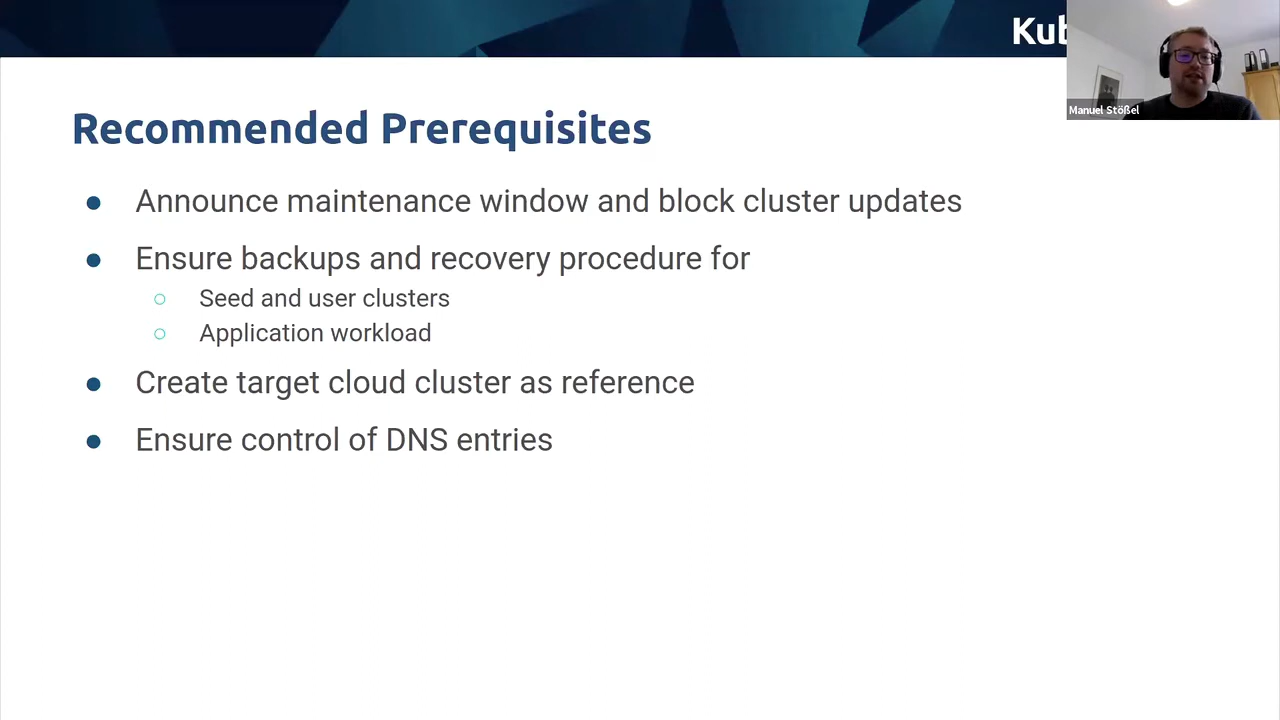 Manuel Stößel
Recommended Prerequisites
● Announce maintenance window and block cluster updates
● Ensure backups and recovery procedure for
○ Seed and user clusters
○ Application workload
● Create target cloud cluster as reference
● Ensure control of DNS entries